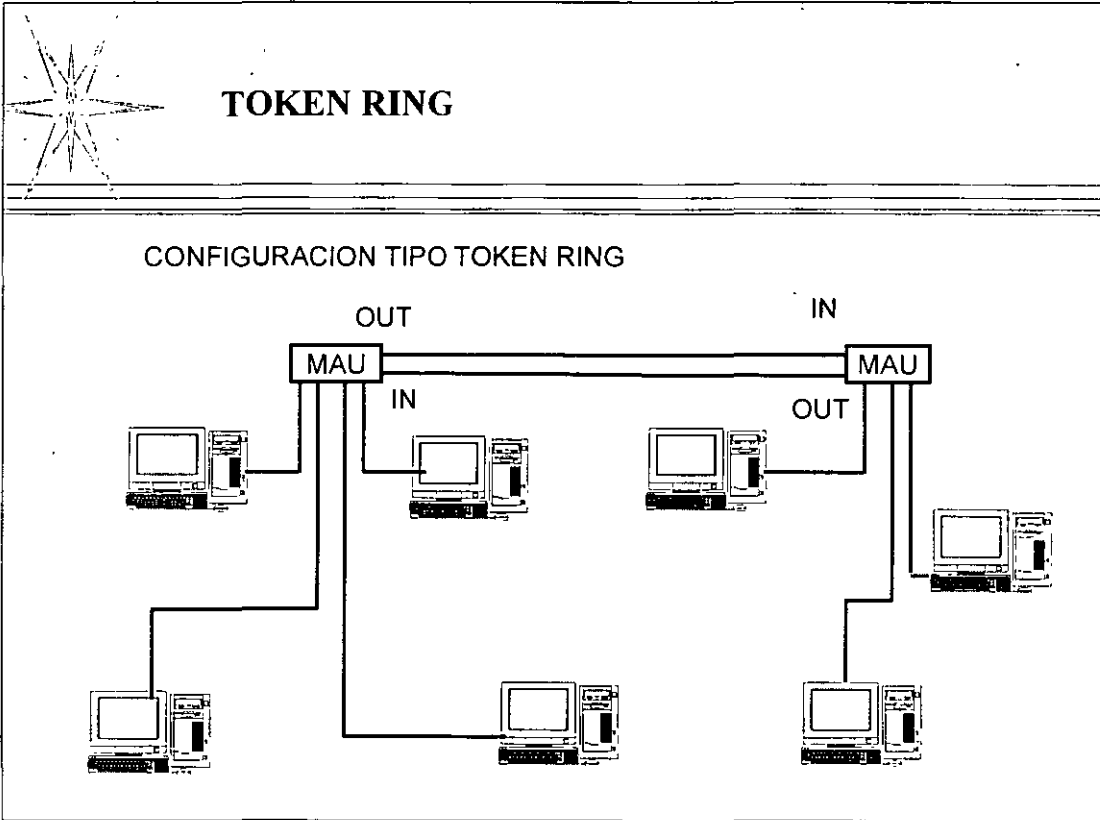 TOKEN RING
CONFIGURACION TIPO TOKEN RING
OUT
IN
MAU
MAU
IN
OUT